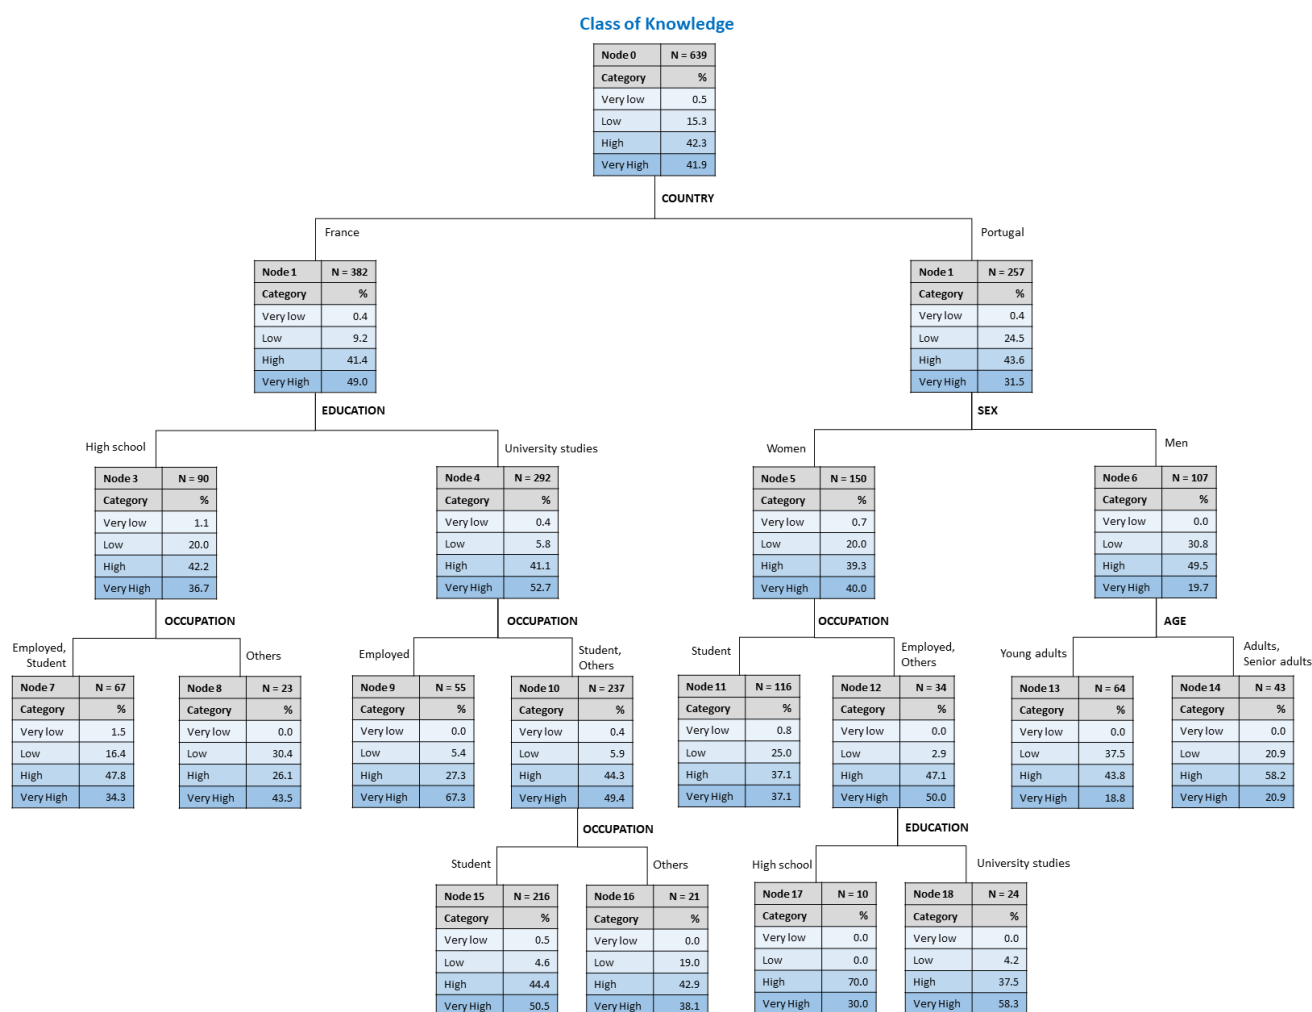 Class of Knowledge
Node 0 N = 639
Category %
Very low 0.5
Low 15.3
High 42.3
Very High 41.9
COUNTRY
France
Portugal
Node 1 N = 382
Category %
Very low 0.4
Low 9.2
High 41.4
Very High 49.0
Node 1 N = 257
Category %
Very low 0.4
Low 24.5
High 43.6
Very High 31.5
EDUCATION
SEX
High school
University studies
Women
Men
Node 3 N = 90
Category %
Very low 1.1
Low 20.0
High 42.2
Very High 36.7
Node 4 N = 292
Category %
Very low 0.4
Low 5.8
High 41.1
Very High 52.7
Node 5 N = 150
Category %
Very low 0.7
Low 20.0
High 39.3
Very High 40.0
Node 6 N = 107
Category %
Very low 0.0
Low 30.8
High 49.5
Very High 19.7
OCCUPATION
OCCUPATION
OCCUPATION
AGE
Employed,
Student
Others
Employed
Student,
Others
Student
Employed,
Others
Young adults
Adults,
Senior adults
Node 7 N = 67
Category %
Very low 1.5
Low 16.4
High 47.8
Very High 34.3
Node 8 N = 23
Category %
Very low 0.0
Low 30.4
High 26.1
Very High 43.5
Node 9 N = 55
Category %
Very low 0.0
Low 5.4
High 27.3
Very High 67.3
Node 10 N = 237
Category %
Very low 0.4
Low 5.9
High 44.3
Very High 49.4
Node 11 N = 116
Category %
Very low 0.8
Low 25.0
High 37.1
Very High 37.1
Node 12 N = 34
Category %
Very low 0.0
Low 2.9
High 47.1
Very High 50.0
Node 13 N = 64
Category %
Very low 0.0
Low 37.5
High 43.8
Very High 18.8
Node 14 N = 43
Category %
Very low 0.0
Low 20.9
High 58.2
Very High 20.9
OCCUPATION
EDUCATION
Student
Others
High school
University studies
Node 15 N = 216
Category %
Very low 0.5
Low 4.6
High 44.4
Very High 50.5
Node 16 N = 21
Category %
Very low 0.0
Low 19.0
High 42.9
Very High 38.1
Node 17 N = 10
Category %
Very low 0.0
Low 0.0
High 70.0
Very High 30.0
Node 18 N = 24
Category %
Very low 0.0
Low 4.2
High 37.5
Very High 58.3